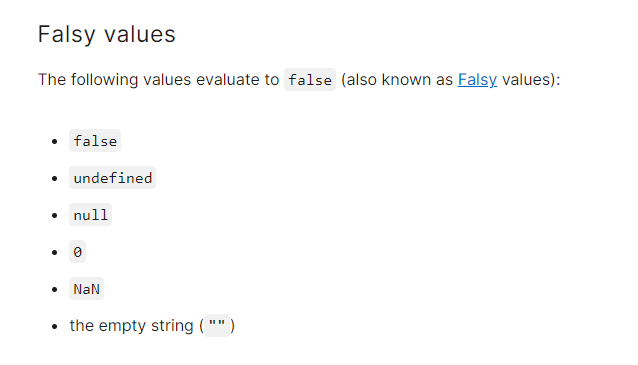 Falsy values
The following values evaluate to false (also known as Falsy values):
• false
• undefined
• null
• 0
• NaN
• the empty string ("")